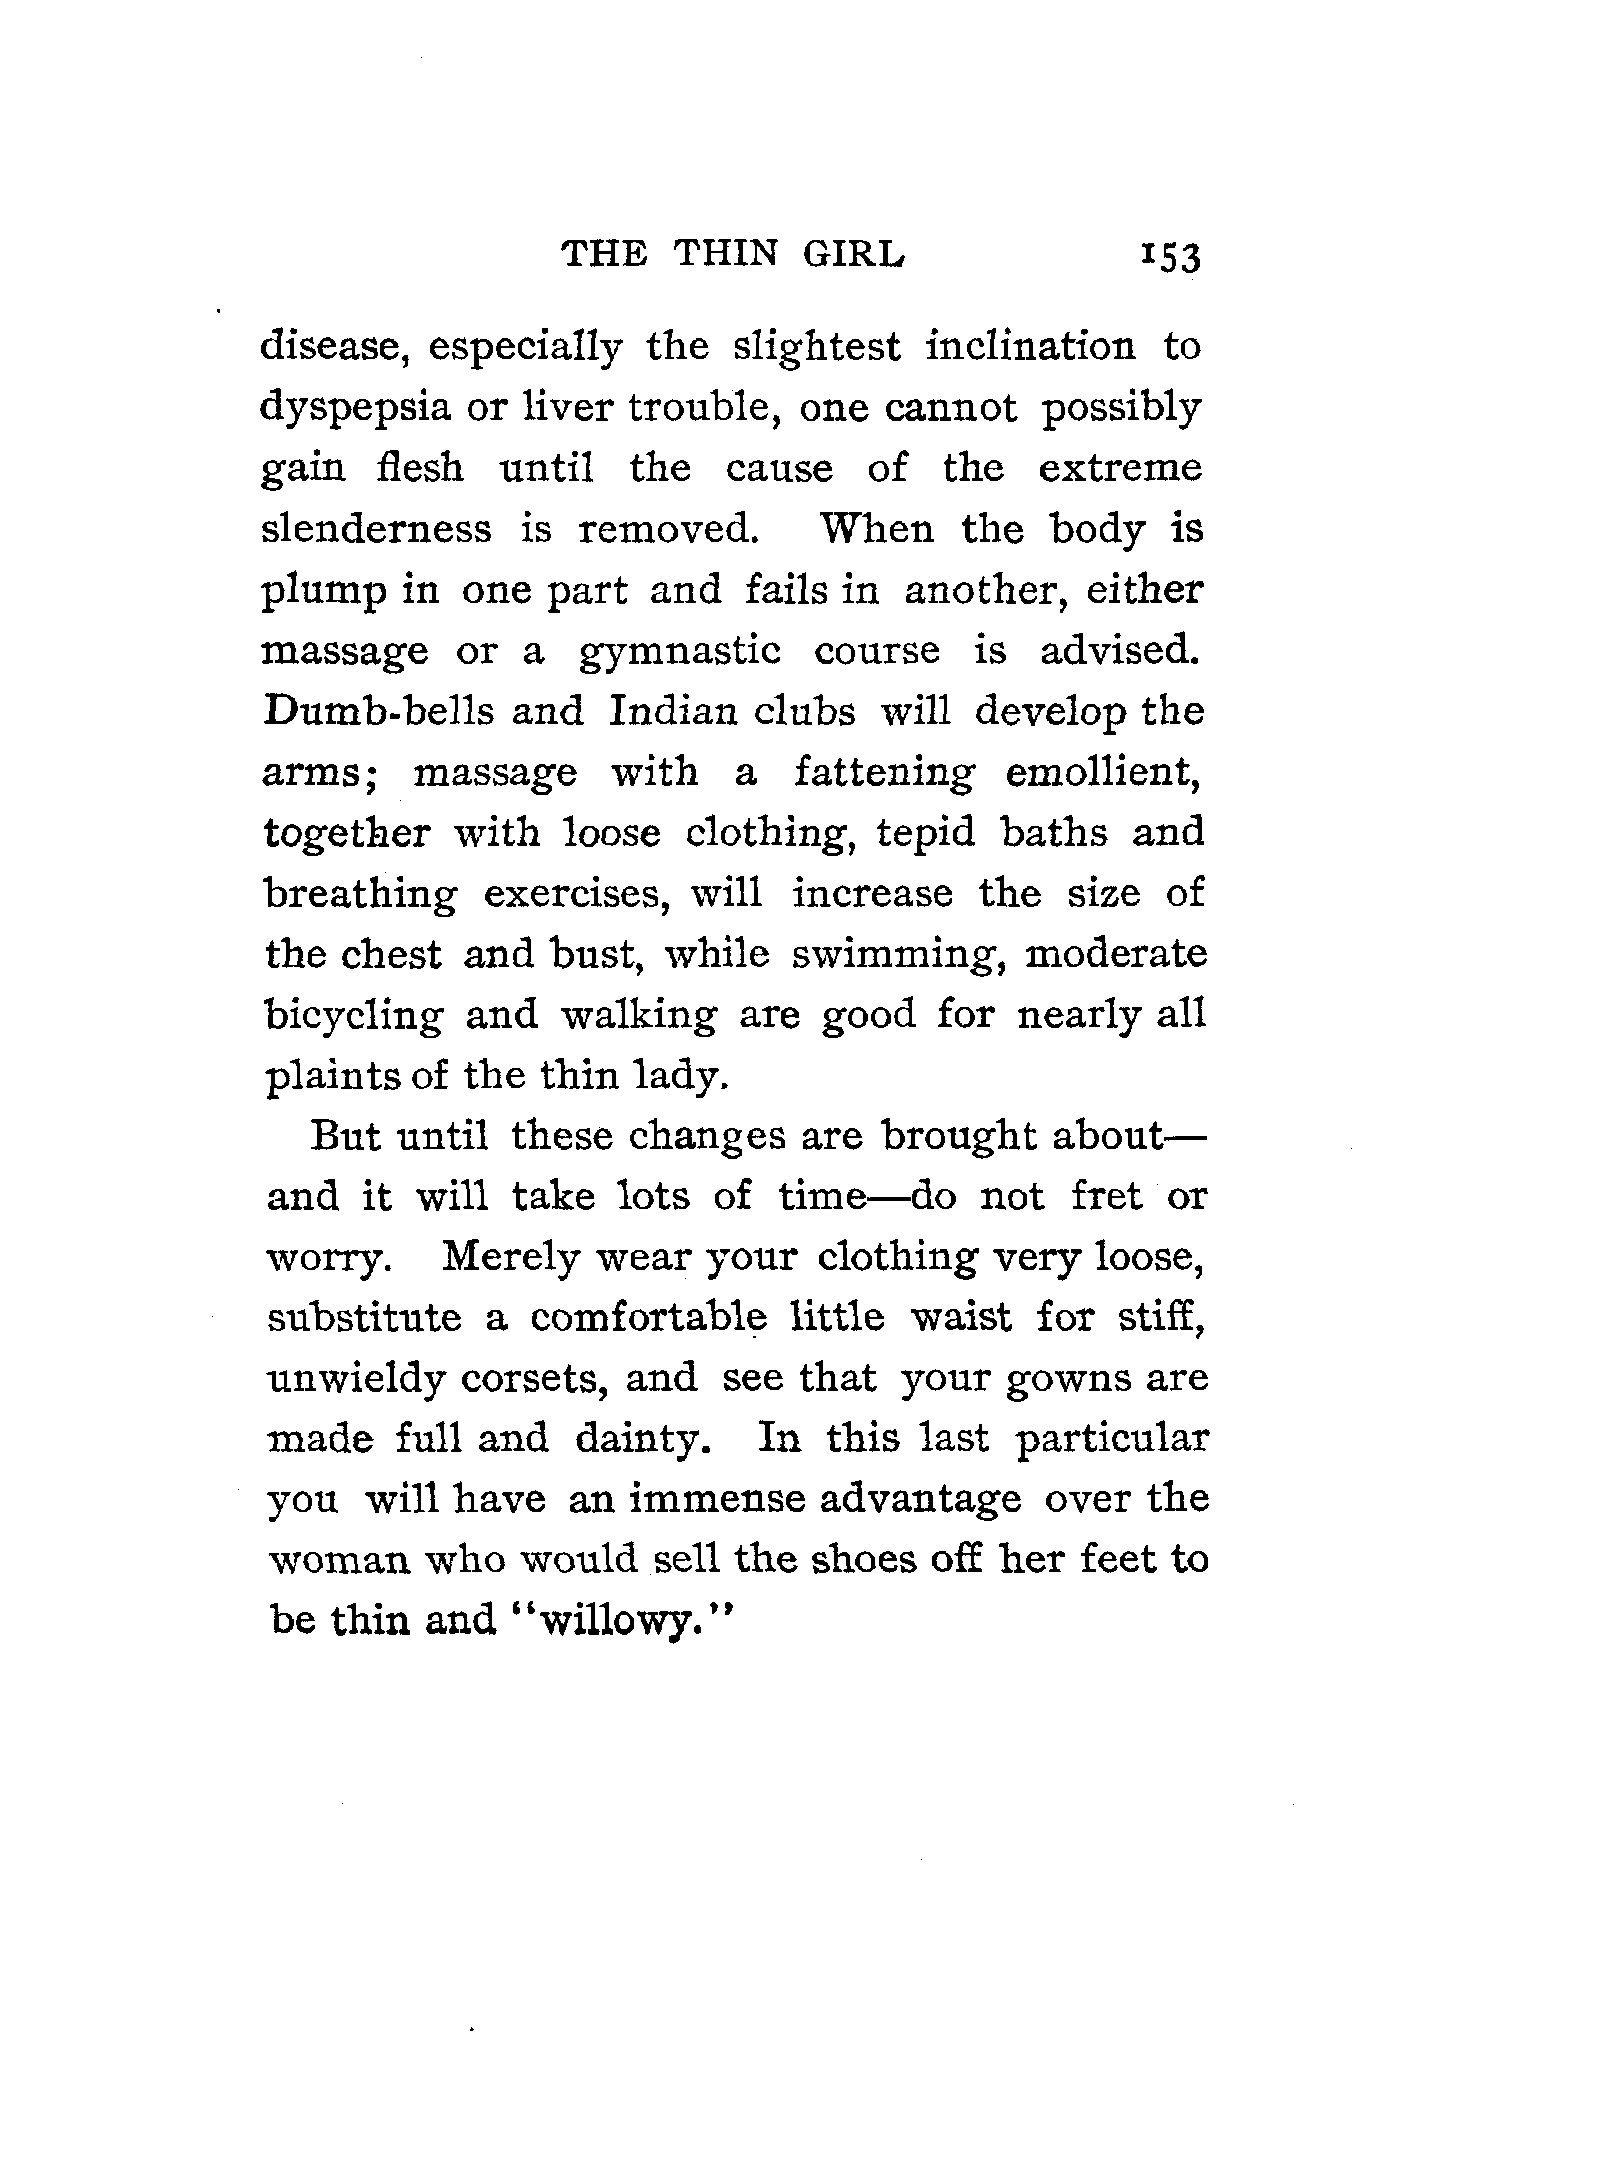 THE THIN GIRL 153
disease, especially the slightest inclination to
dyspepsia or liver trouble, one cannot possibly
gain flesh until the cause of the extreme
slenderness is removed. When the body is
plump in one part and fails in another, either
massage or a gymnastic course is advised.
Dumb-bells and Indian clubs will develop the
arms; massage with a fattening emollient,
together with loose clothing, tepid baths and
breathing exercises, will increase the size of
the chest and bust, while swimming, moderate
bicycling and walking are good for nearly all
plaints of the thin lady.
But until these changes are brought about—
and it will take lots of time—do not fret or
worry. Merely wear your clothing very loose,
substitute a comfortable little waist for stiff,
unwieldy corsets, and see that your gowns are
made full and dainty. In this last particular
you will have an immense advantage over the
woman who would sell the shoes off her feet to
be thin and "willowy."